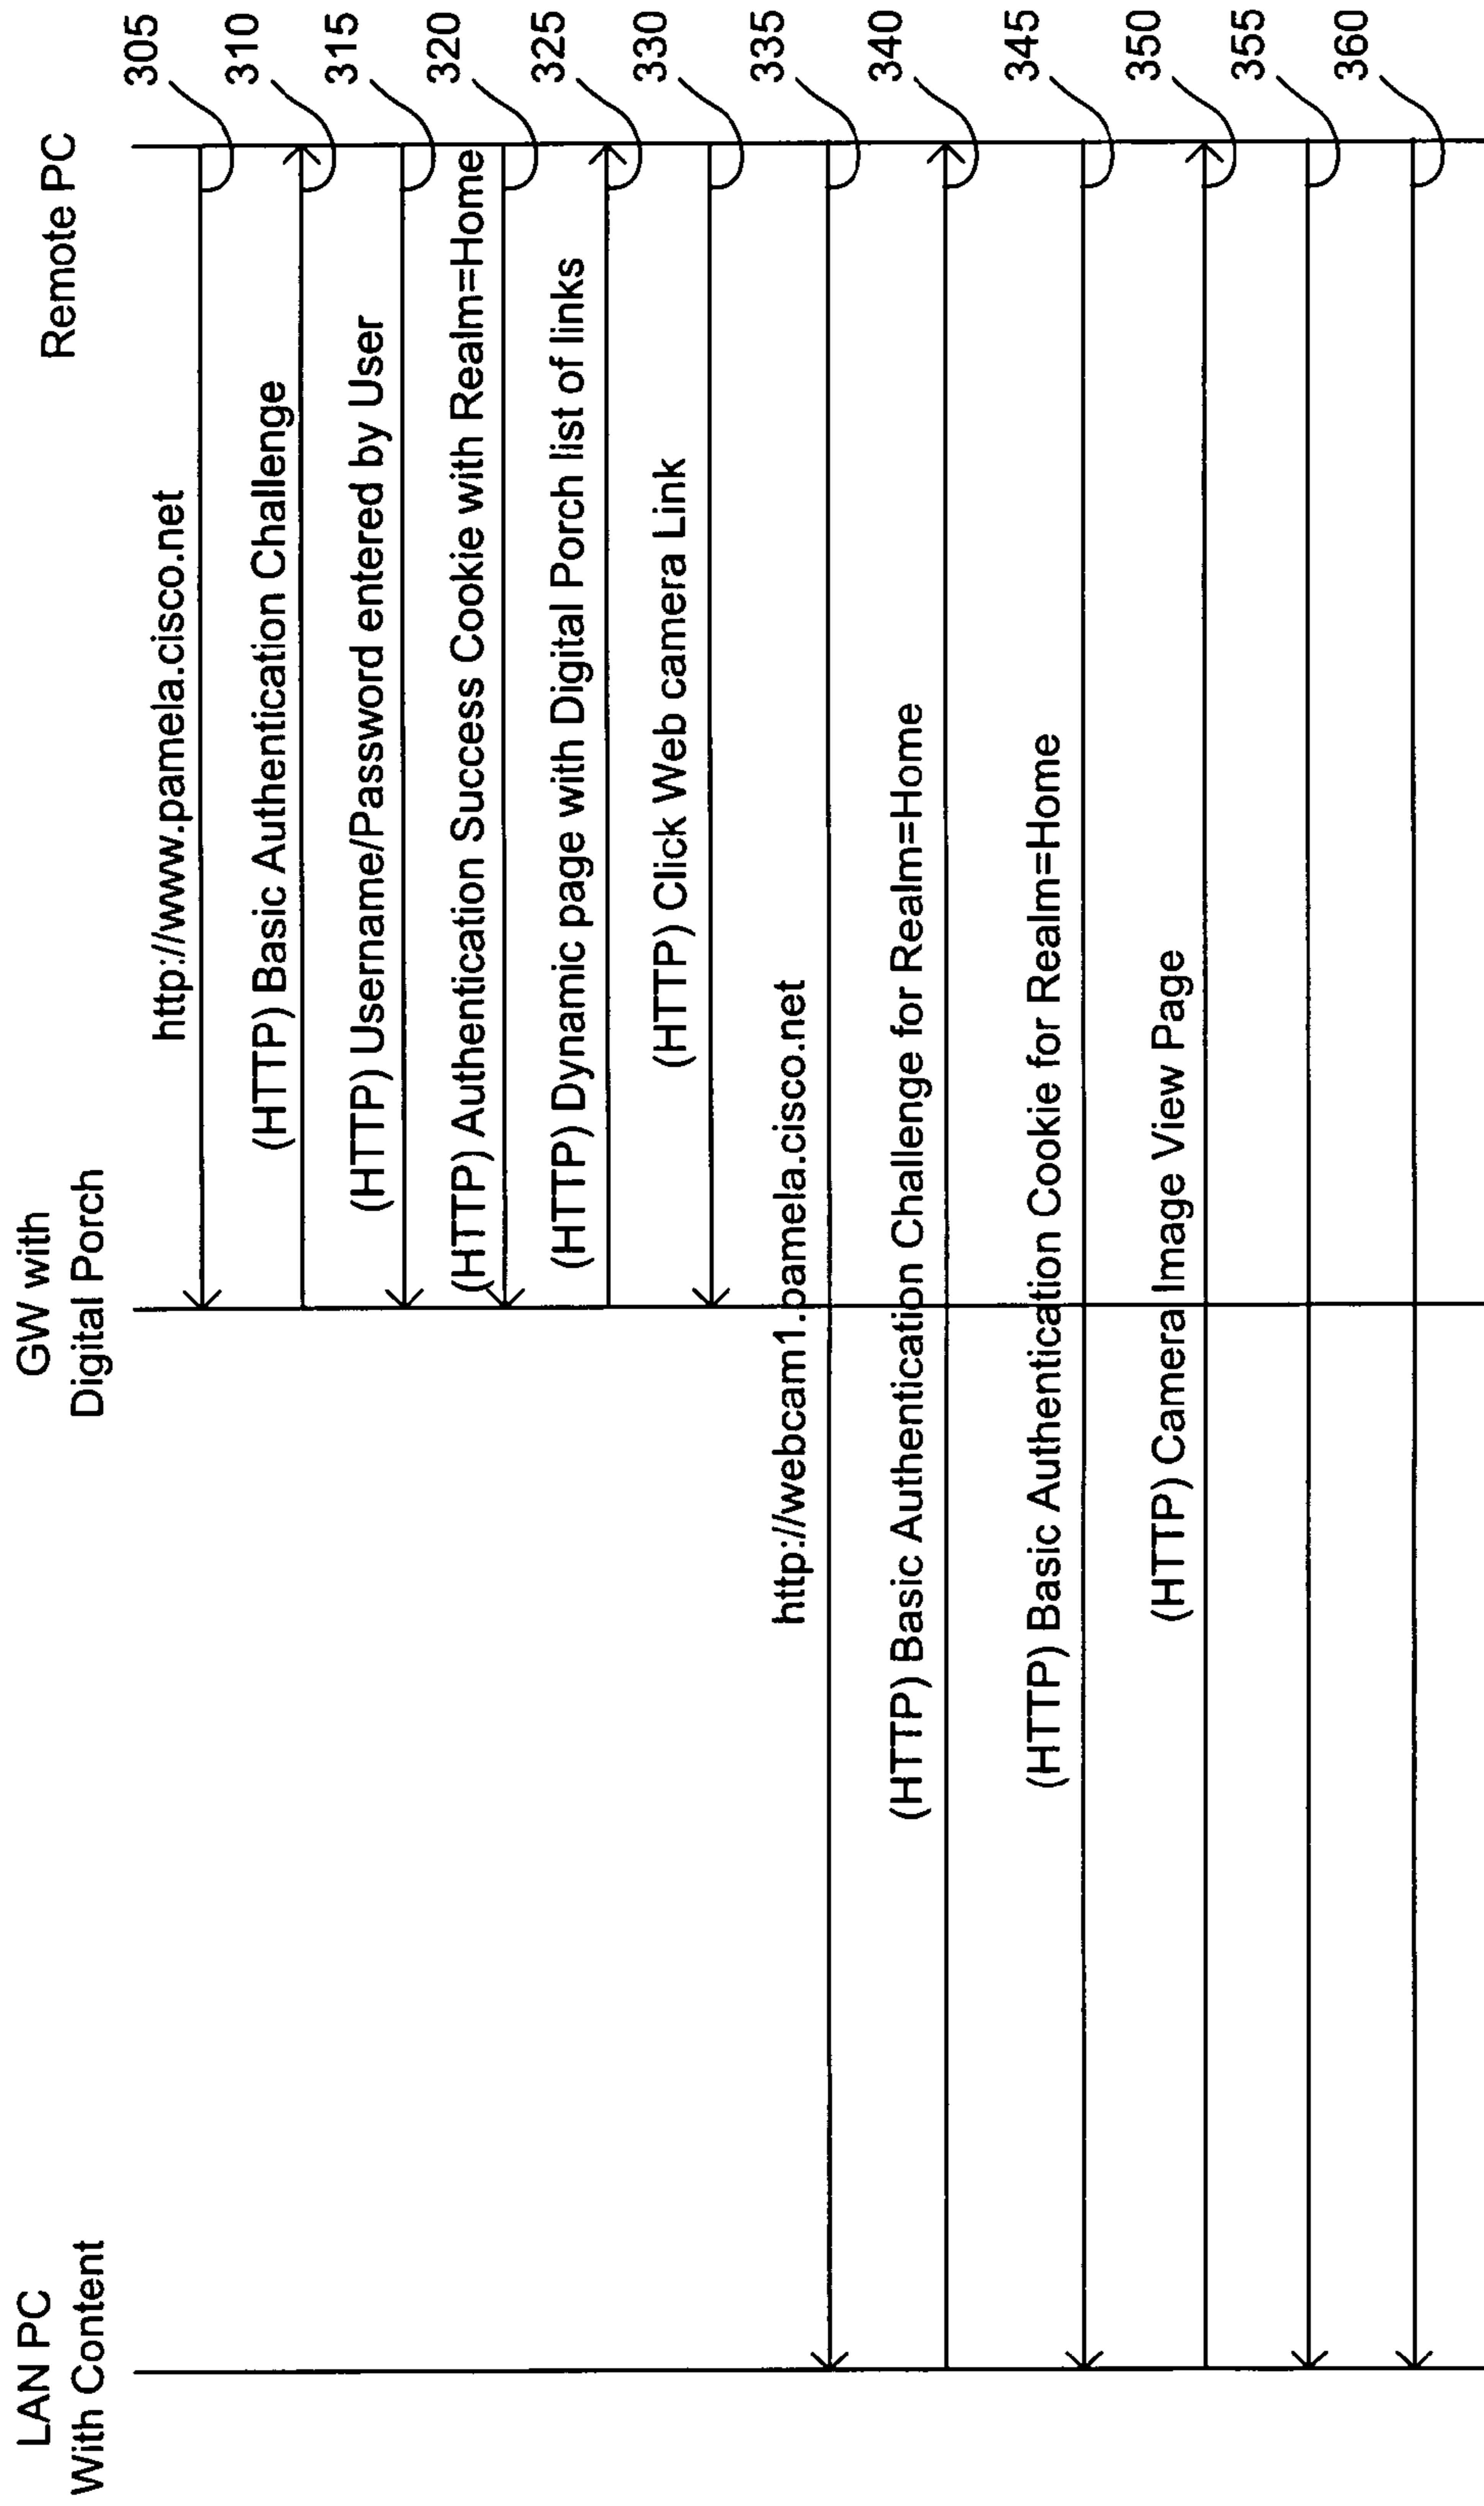 LAN PC
With Content
GW with
Digital Porch
Remote PC
http://www.pamela.cisco.net
305
(HTTP) Basic Authentication Challenge
310
(HTTP) Username/Password entered by User
315
(HTTP) Authentication Success Cookie with Realm=Home
320
(HTTP) Dynamic page with Digital Porch list of links
325
(HTTP) Click Web camera Link
330
http://webcam1.pamela.cisco.net
335
(HTTP) Basic Authentication Challenge for Realm=Home
340
(HTTP) Basic Authentication Cookie for Realm=Home
345
(HTTP) Camera Image View Page
350
355
360